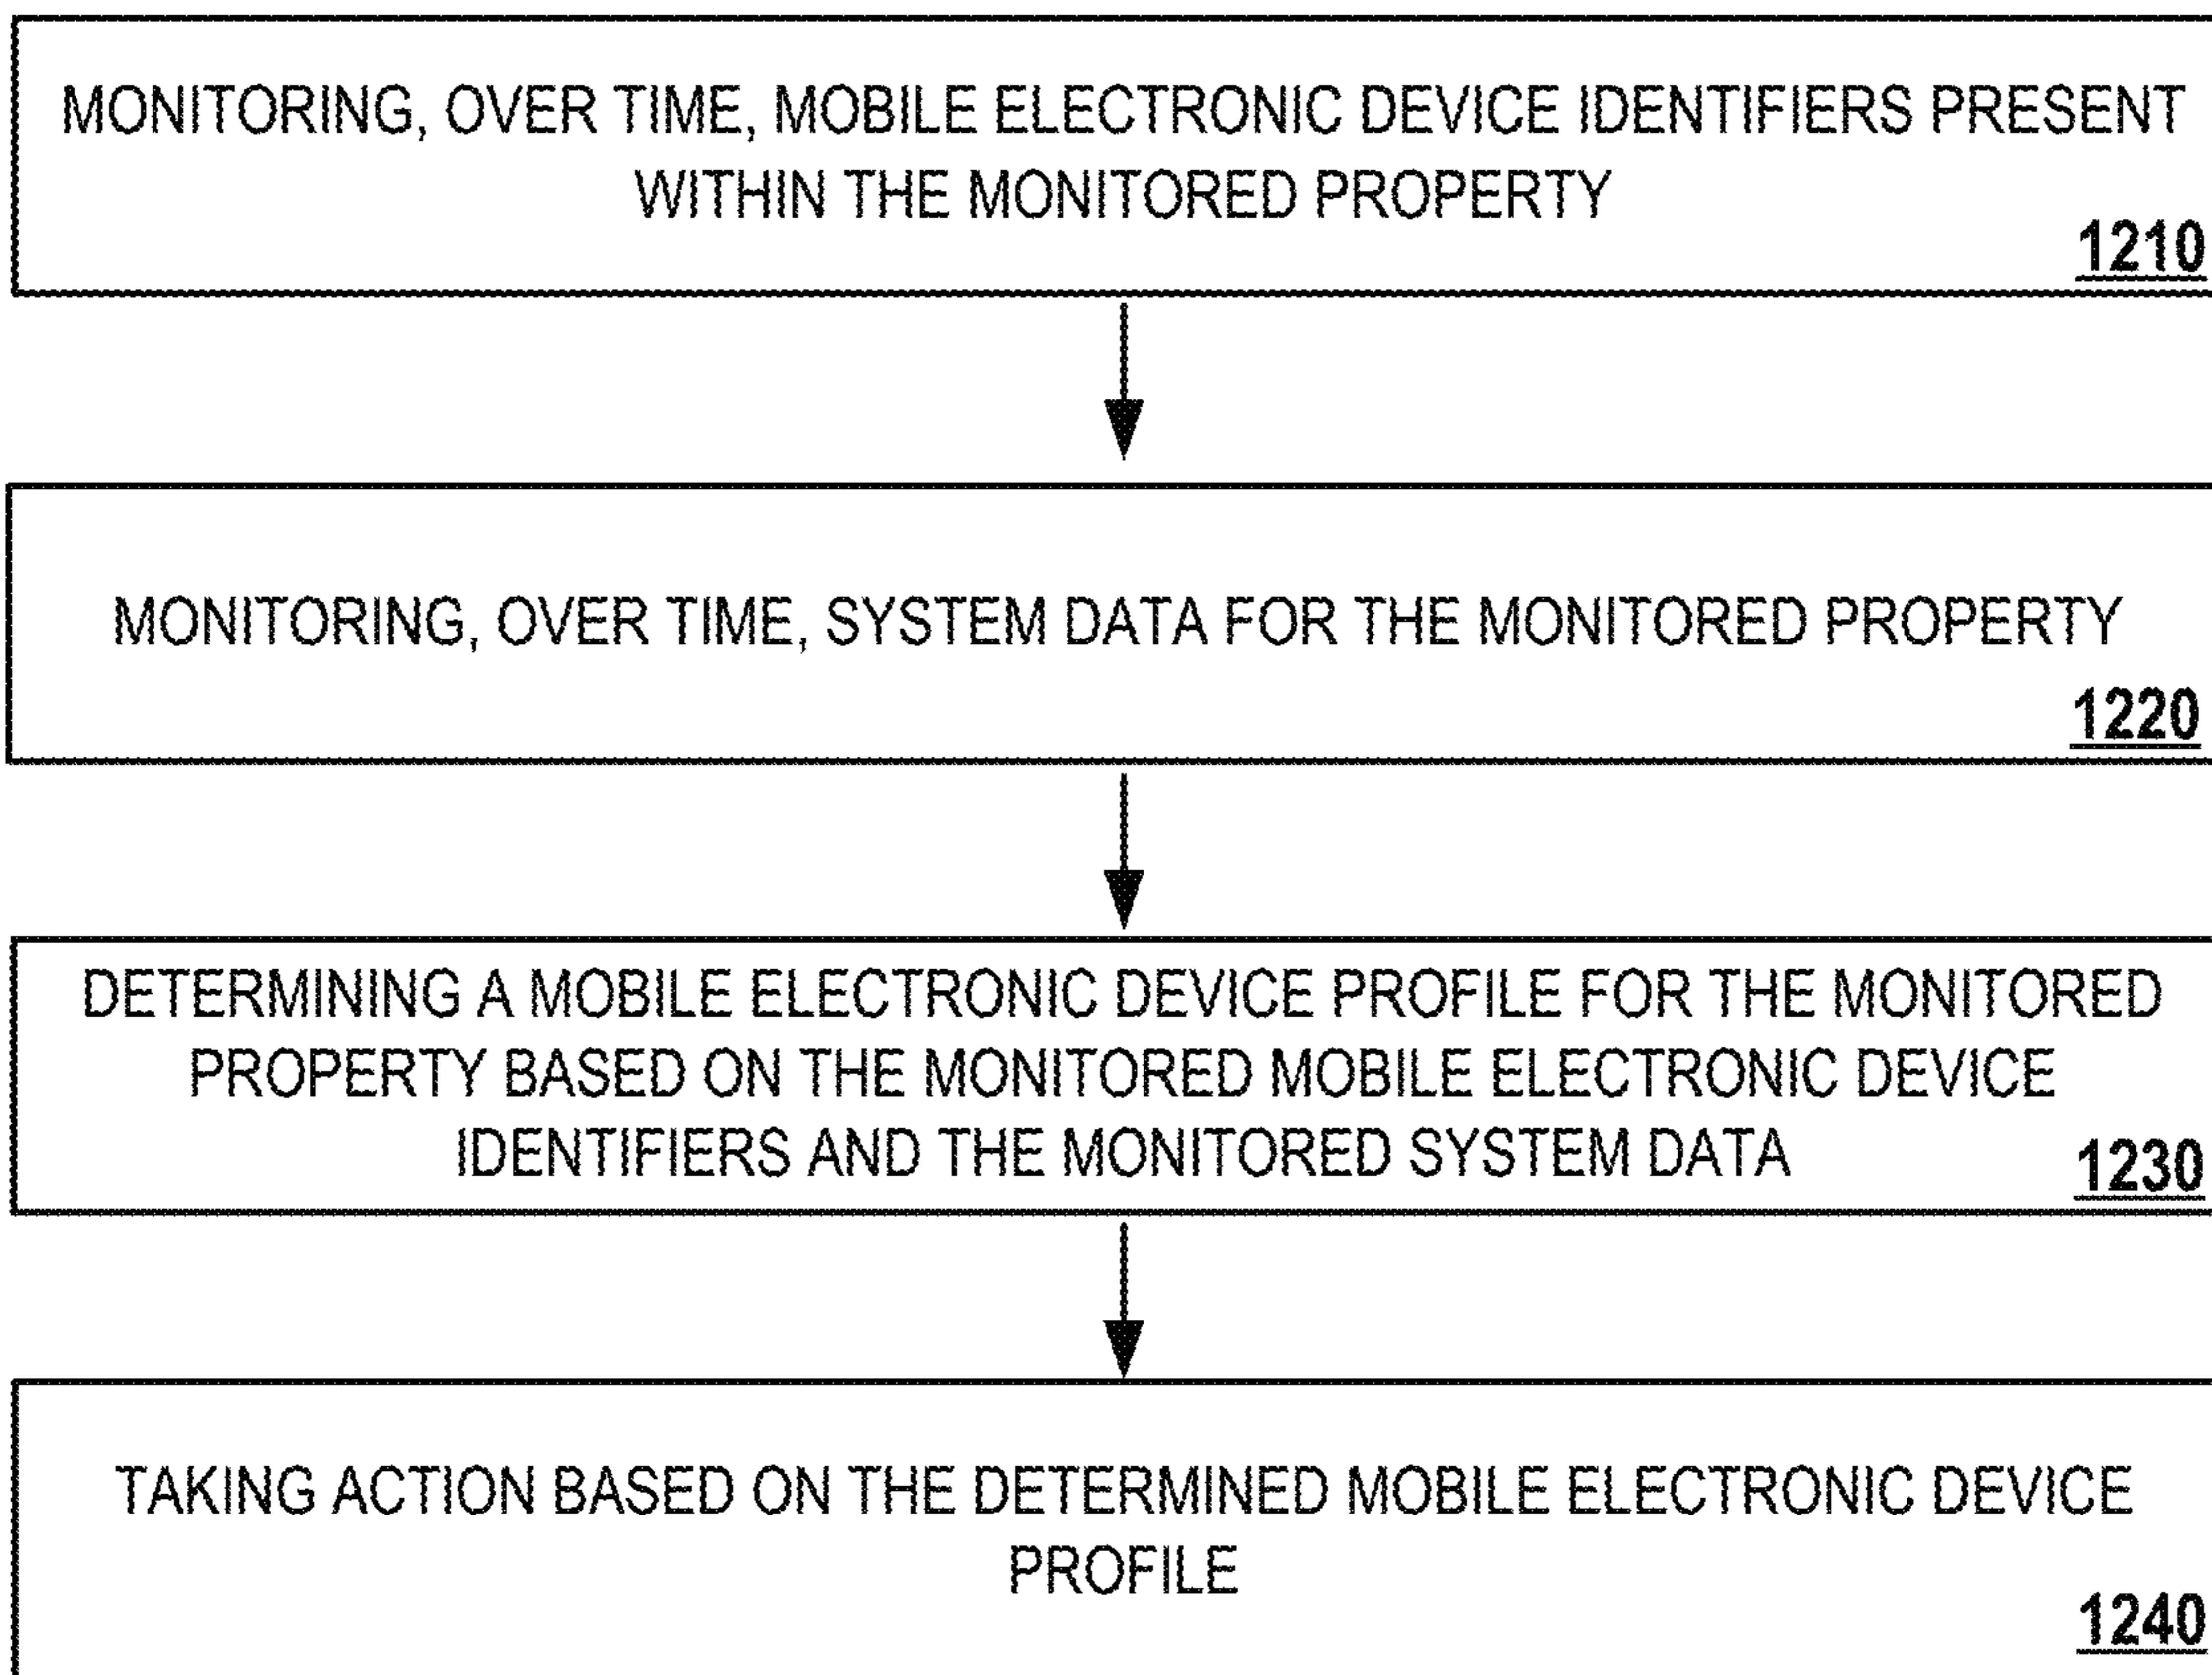 MONITORING, OVER TIME, MOBILE ELECTRONIC DEVICE IDENTIFIERS PRESENT
WITHIN THE MONITORED PROPERTY
1210
MONITORING, OVER TIME, SYSTEM DATA FOR THE MONITORED PROPERTY
1220
DETERMINING A MOBILE ELECTRONIC DEVICE PROFILE FOR THE MONITORED
PROPERTY BASED ON THE MONITORED MOBILE ELECTRONIC DEVICE
IDENTIFIERS AND THE MONITORED SYSTEM DATA
1230
TAKING ACTION BASED ON THE DETERMINED MOBILE ELECTRONIC DEVICE
PROFILE
1240